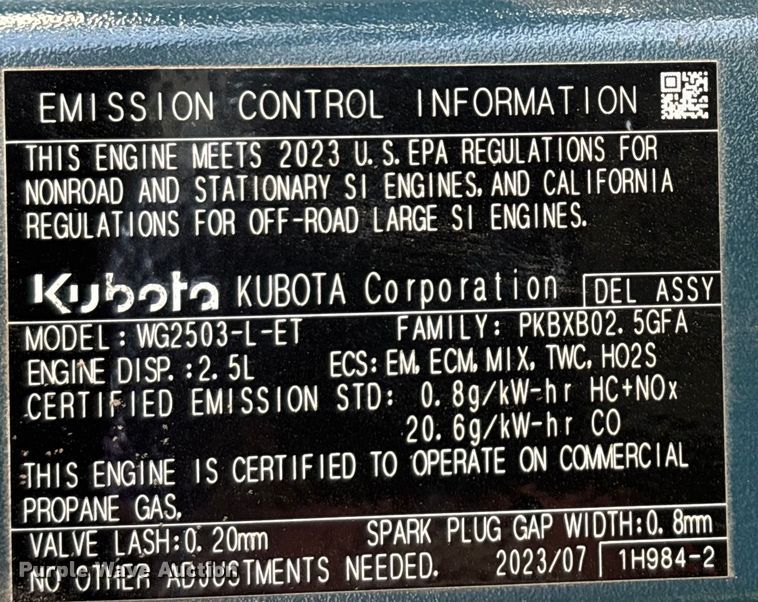 EMISSION CONTROL INFORMATION
THIS ENGINE MEETS 2023 U.S. EPA REGULATIONS FOR
NONROAD AND STATIONARY SI ENGINES, AND CALIFORNIA
REGULATIONS FOR OFF-ROAD LARGE SI ENGINES.
Kubota KUBOTA Corporation DEL ASSY
MODEL: WG2503-L-ET FAMILY: PKBXB02.5GFA
ENGINE DISP.: 2.5L ECS: EM, ECM, MIX, TWC, HO2S
CERTIFIED EMISSION STD: 0.8g/kW-hr HC+NOx
20.6g/kW-hr CO
THIS ENGINE IS CERTIFIED TO OPERATE ON COMMERCIAL
PROPANE GAS.
VALVE LASH: 0.20mm SPARK PLUG GAP WIDTH: 0.8mm
NO OTHER ADJUSTMENTS NEEDED. 2023/07 1H984-2
Purple Wave Auction